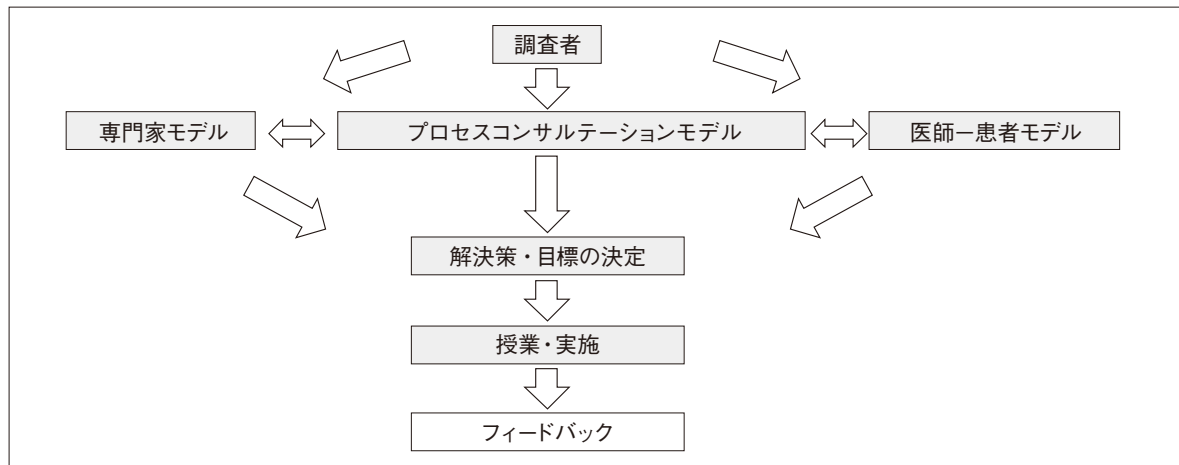 調査者
専門家モデル
プロセスコンサルテーションモデル
医師ー患者モデル
解決策・目標の決定
授業・実施
フィードバック